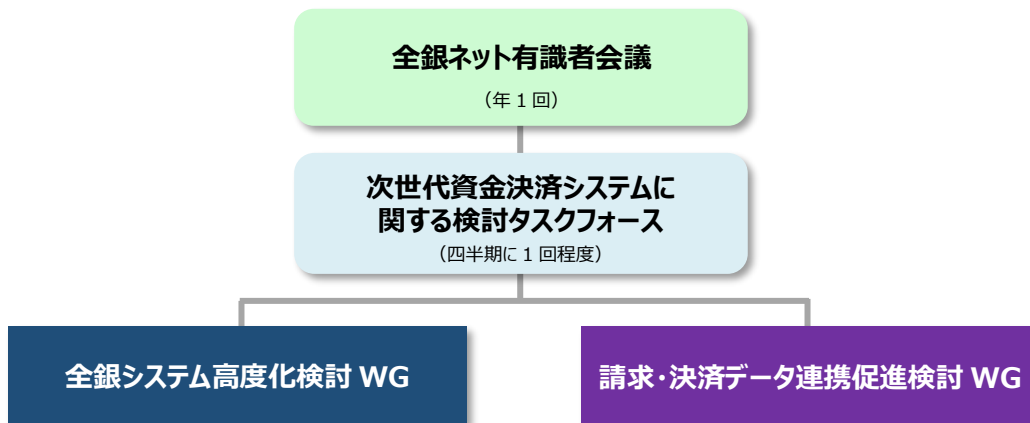 全銀ネット有識者会議
（年 1 回）
次世代資金決済システムに
関する検討タスクフォース
（四半期に 1 回程度）
全銀システム高度化検討 WG
請求・決済データ連携促進検討 WG